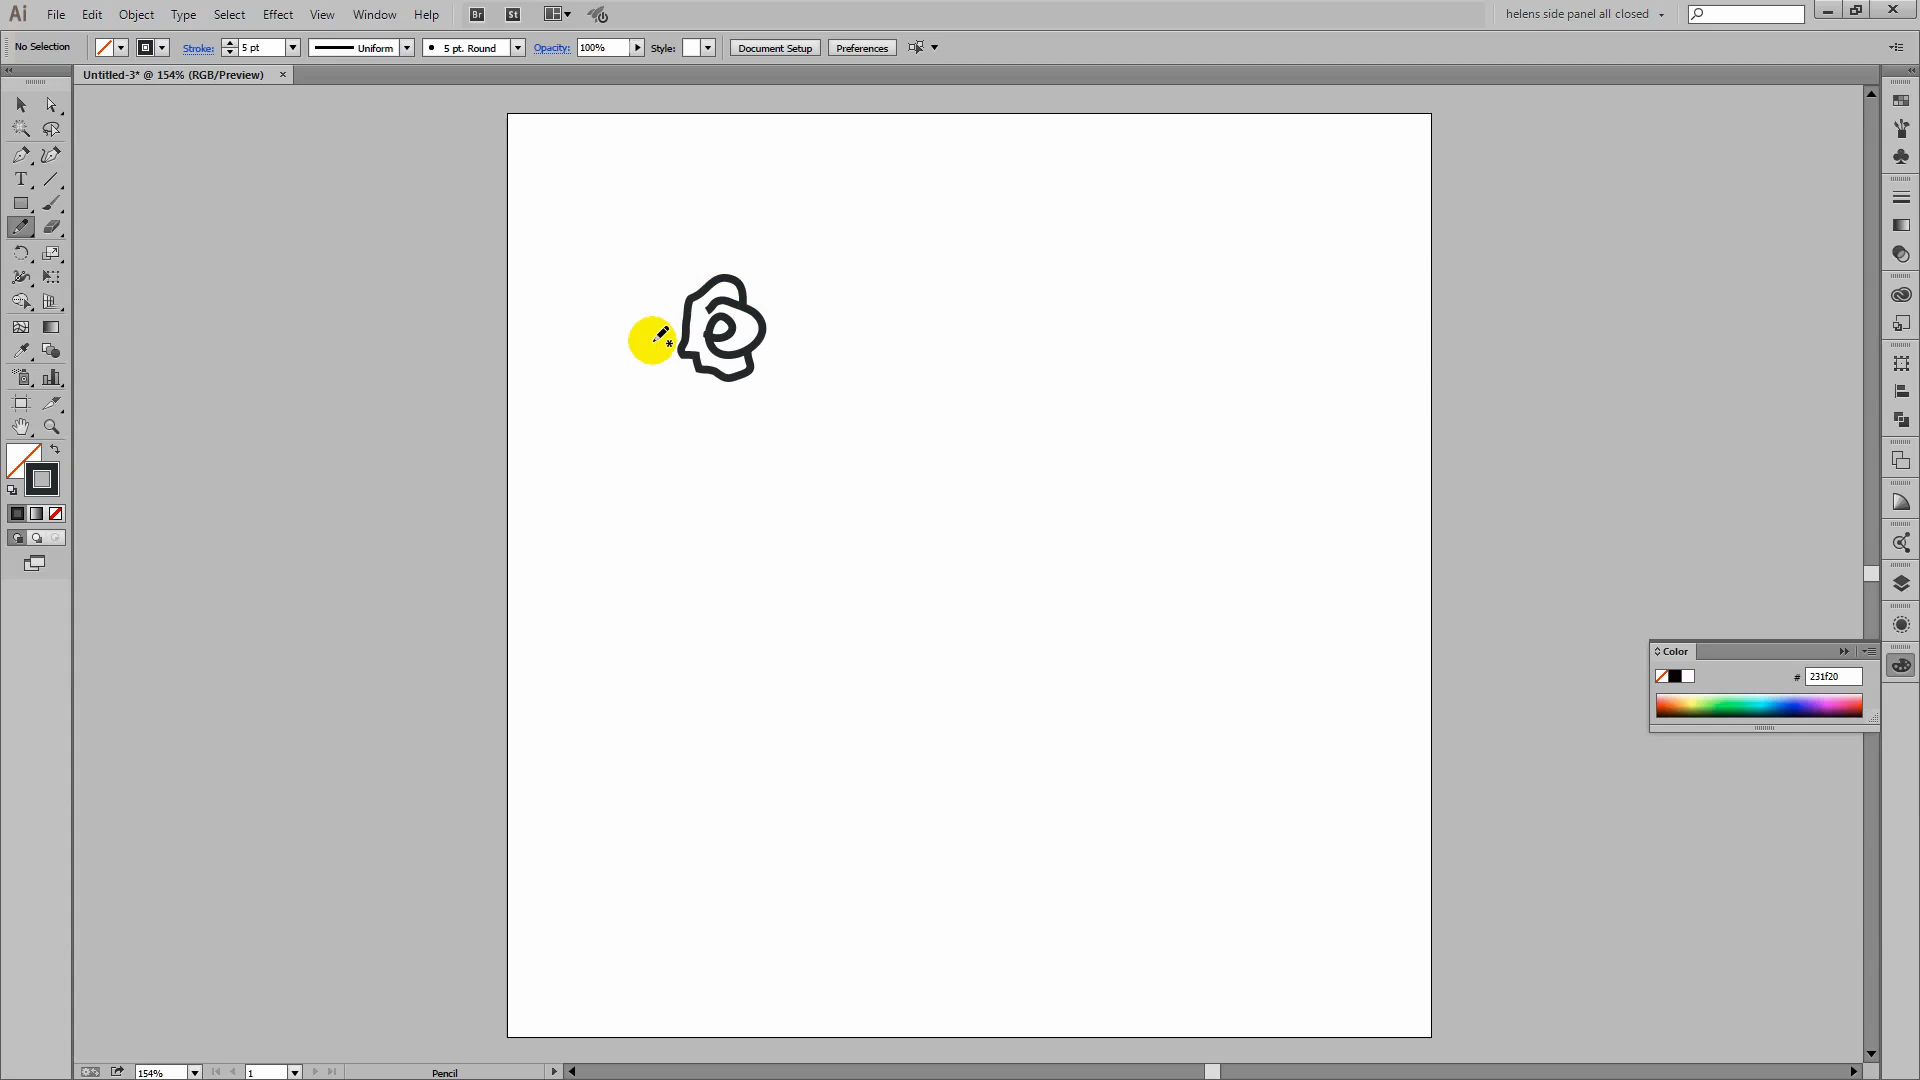 Ai File Edit Object Type Select Effect View Window Help Br St helens side panel all closed
No Selection Stroke: 5 pt Uniform 5 pt. Round Opacity: 100% Style: Document Setup Preferences
Untitled-3* @ 154% (RGB/Preview)
T
Color
# 231f20
154% 1 Pencil